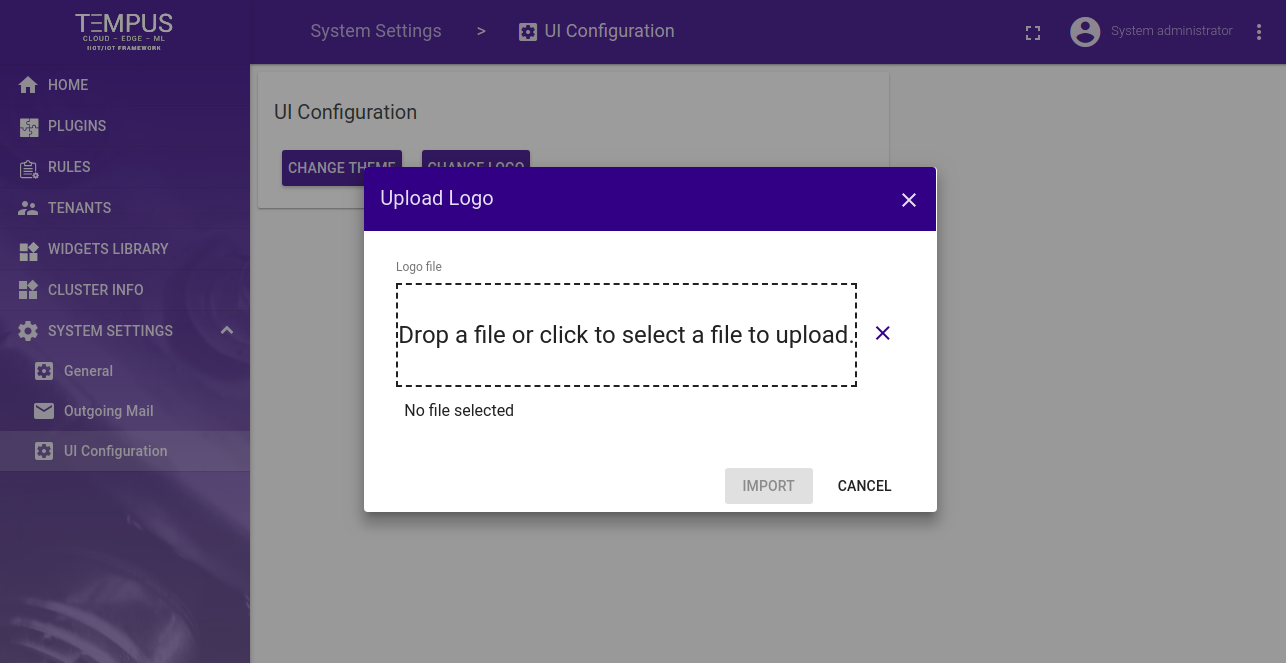 TEMPUS
CLOUD – EDGE – ML
IIOT/IOT FRAMEWORK
System Settings > UI Configuration
System administrator
HOME
PLUGINS
RULES
TENANTS
WIDGETS LIBRARY
CLUSTER INFO
SYSTEM SETTINGS
General
Outgoing Mail
UI Configuration
UI Configuration
CHANGE THEME CHANGE LOGO
Upload Logo
Logo file
Drop a file or click to select a file to upload.
No file selected
IMPORT CANCEL